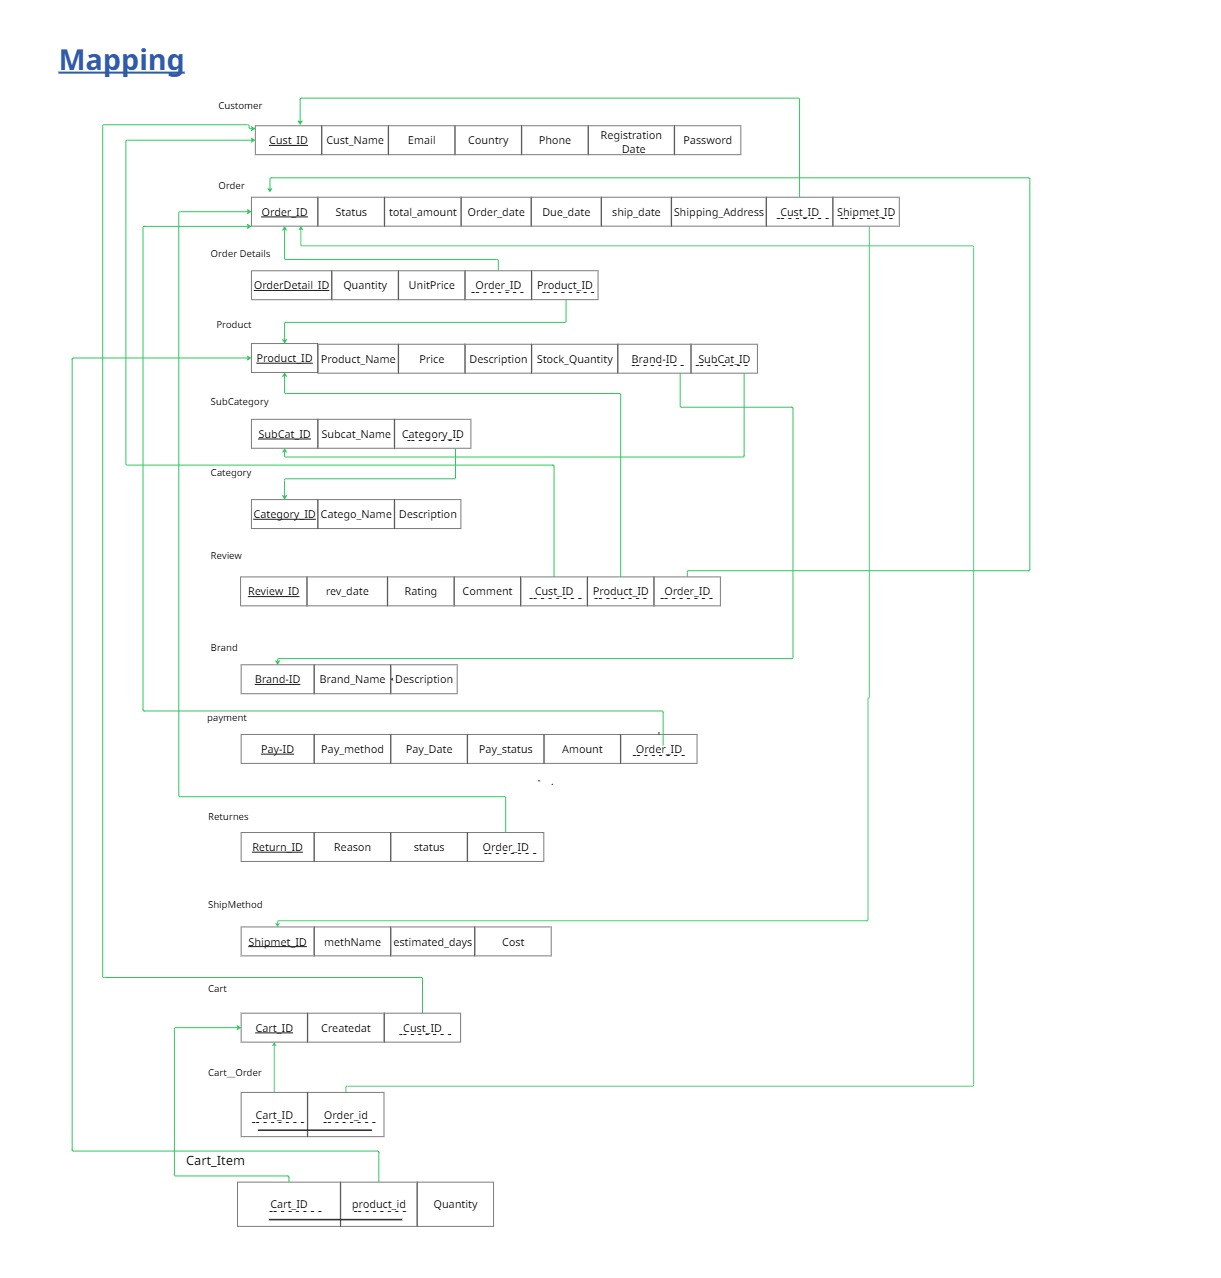 Mapping
Customer
Cust_ID Cust_Name Email Country Phone Registration Date Password
Order
Order_ID Status total_amount Order_date Due_date ship_date Shipping_Address Cust_ID Shipmet_ID
Order Details
OrderDetail_ID Quantity UnitPrice Order_ID Product_ID
Product
Product_ID Product_Name Price Description Stock_Quantity Brand-ID SubCat_ID
SubCategory
SubCat_ID Subcat_Name Category_ID
Category
Category_ID Catego_Name Description
Review
Review_ID rev_date Rating Comment Cust_ID Product_ID Order_ID
Brand
Brand-ID Brand_Name Description
payment
Pay-ID Pay_method Pay_Date Pay_status Amount Order_ID
Returnes
Return_ID Reason status Order_ID
ShipMethod
Shipmet_ID methName estimated_days Cost
Cart
Cart_ID Createdat Cust_ID
Cart__Order
Cart_ID Order_id
Cart_Item
Cart_ID product_id Quantity